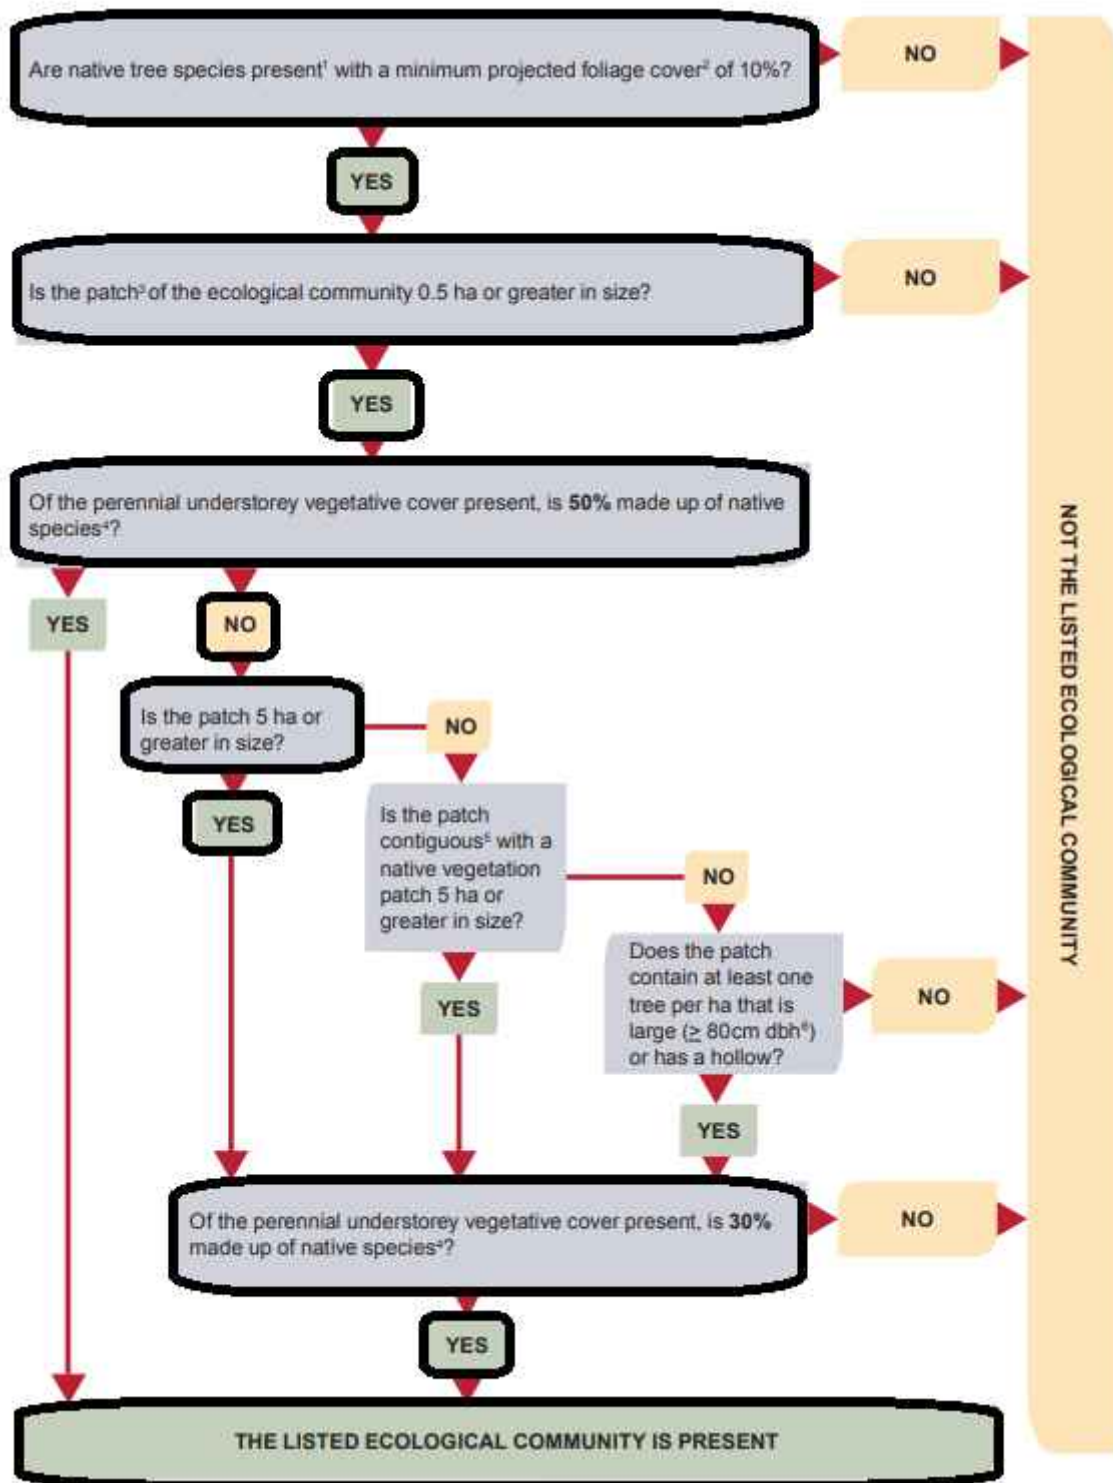 Are native tree species present¹ with a minimum projected foliage cover² of 10%?
NO
YES
Is the patch³ of the ecological community 0.5 ha or greater in size?
NO
YES
Of the perennial understorey vegetative cover present, is 50% made up of native
species⁴?
YES
NO
Is the patch 5 ha or
greater in size?
NO
YES
Is the patch
contiguous⁵ with a
native vegetation
patch 5 ha or
greater in size?
NO
YES
Does the patch
contain at least one
tree per ha that is
large (≥ 80cm dbh⁶)
or has a hollow?
NO
YES
Of the perennial understorey vegetative cover present, is 30%
made up of native species⁴?
NO
YES
THE LISTED ECOLOGICAL COMMUNITY IS PRESENT
NOT THE LISTED ECOLOGICAL COMMUNITY